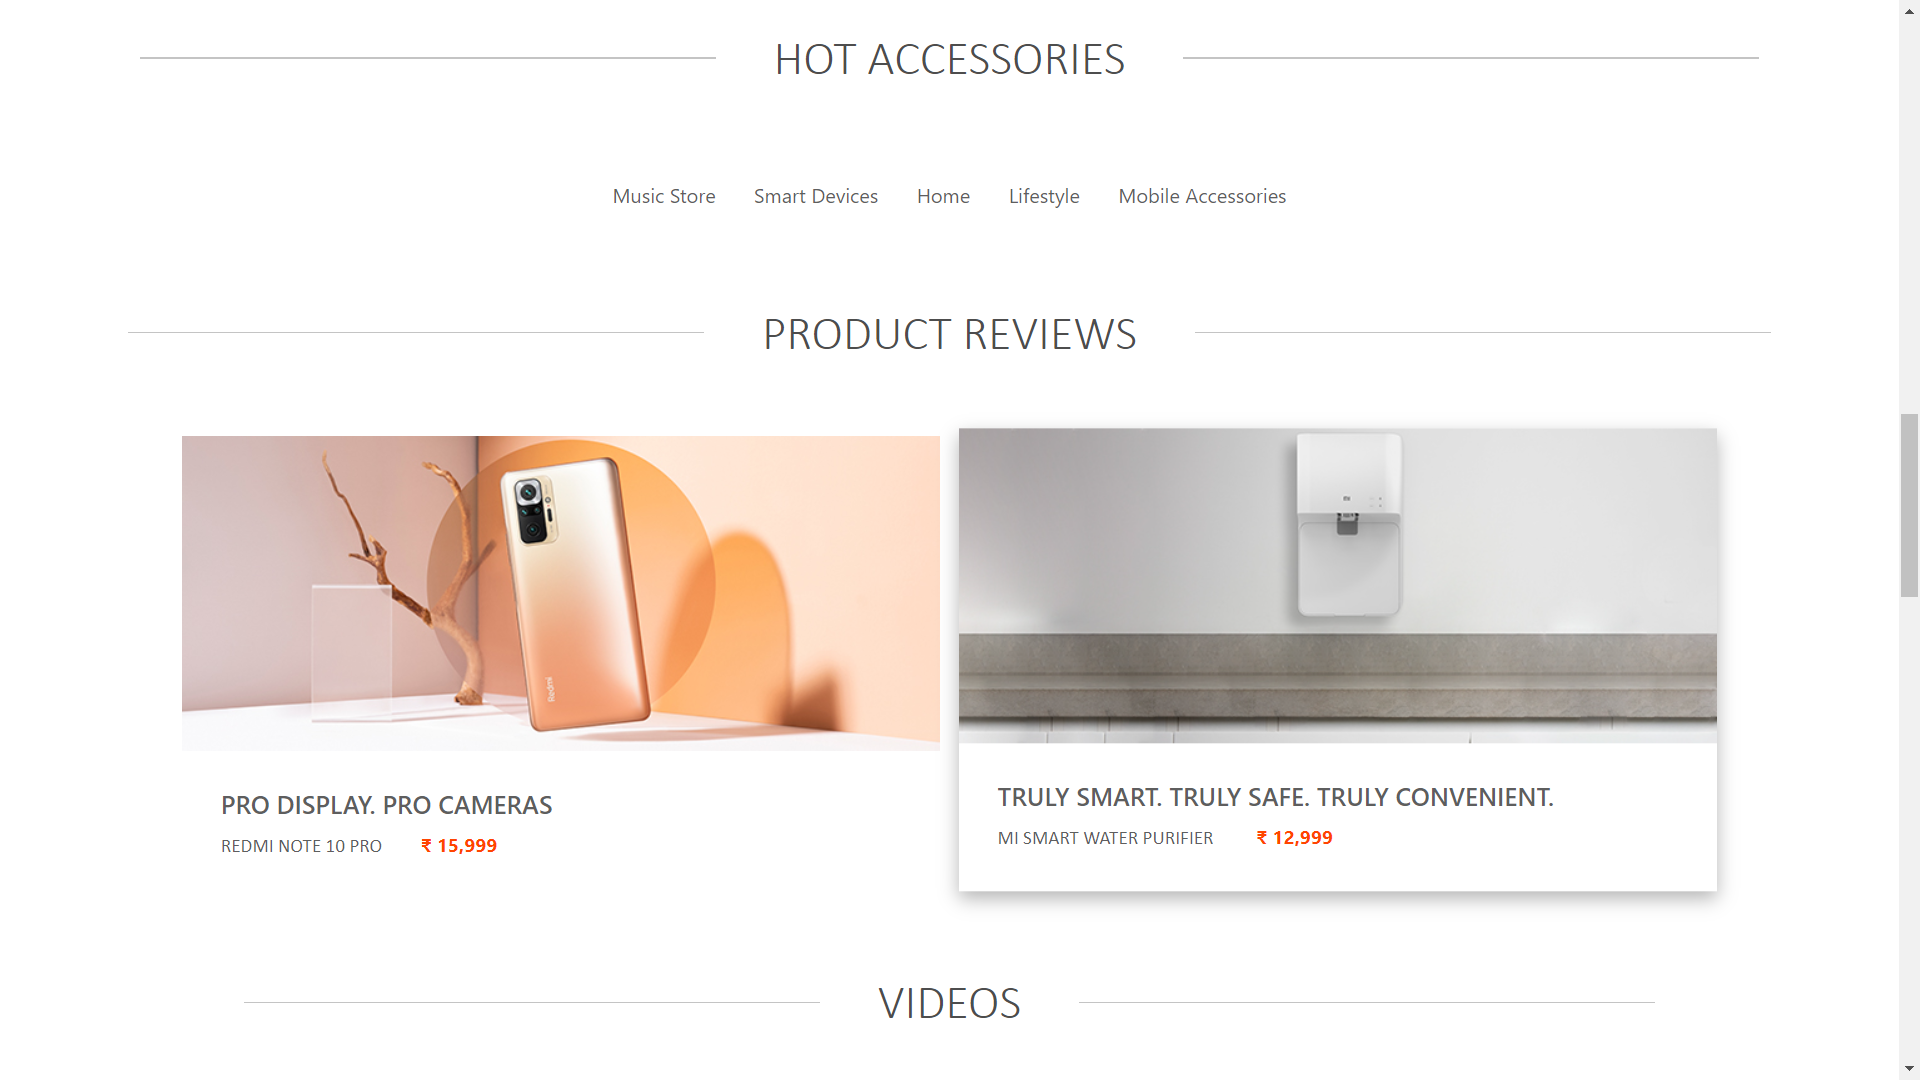 HOT ACCESSORIES
Music Store Smart Devices Home Lifestyle Mobile Accessories
PRODUCT REVIEWS
Redmi
PRO DISPLAY. PRO CAMERAS
REDMI NOTE 10 PRO ₹ 15,999
TRULY SMART. TRULY SAFE. TRULY CONVENIENT.
MI SMART WATER PURIFIER ₹ 12,999
VIDEOS